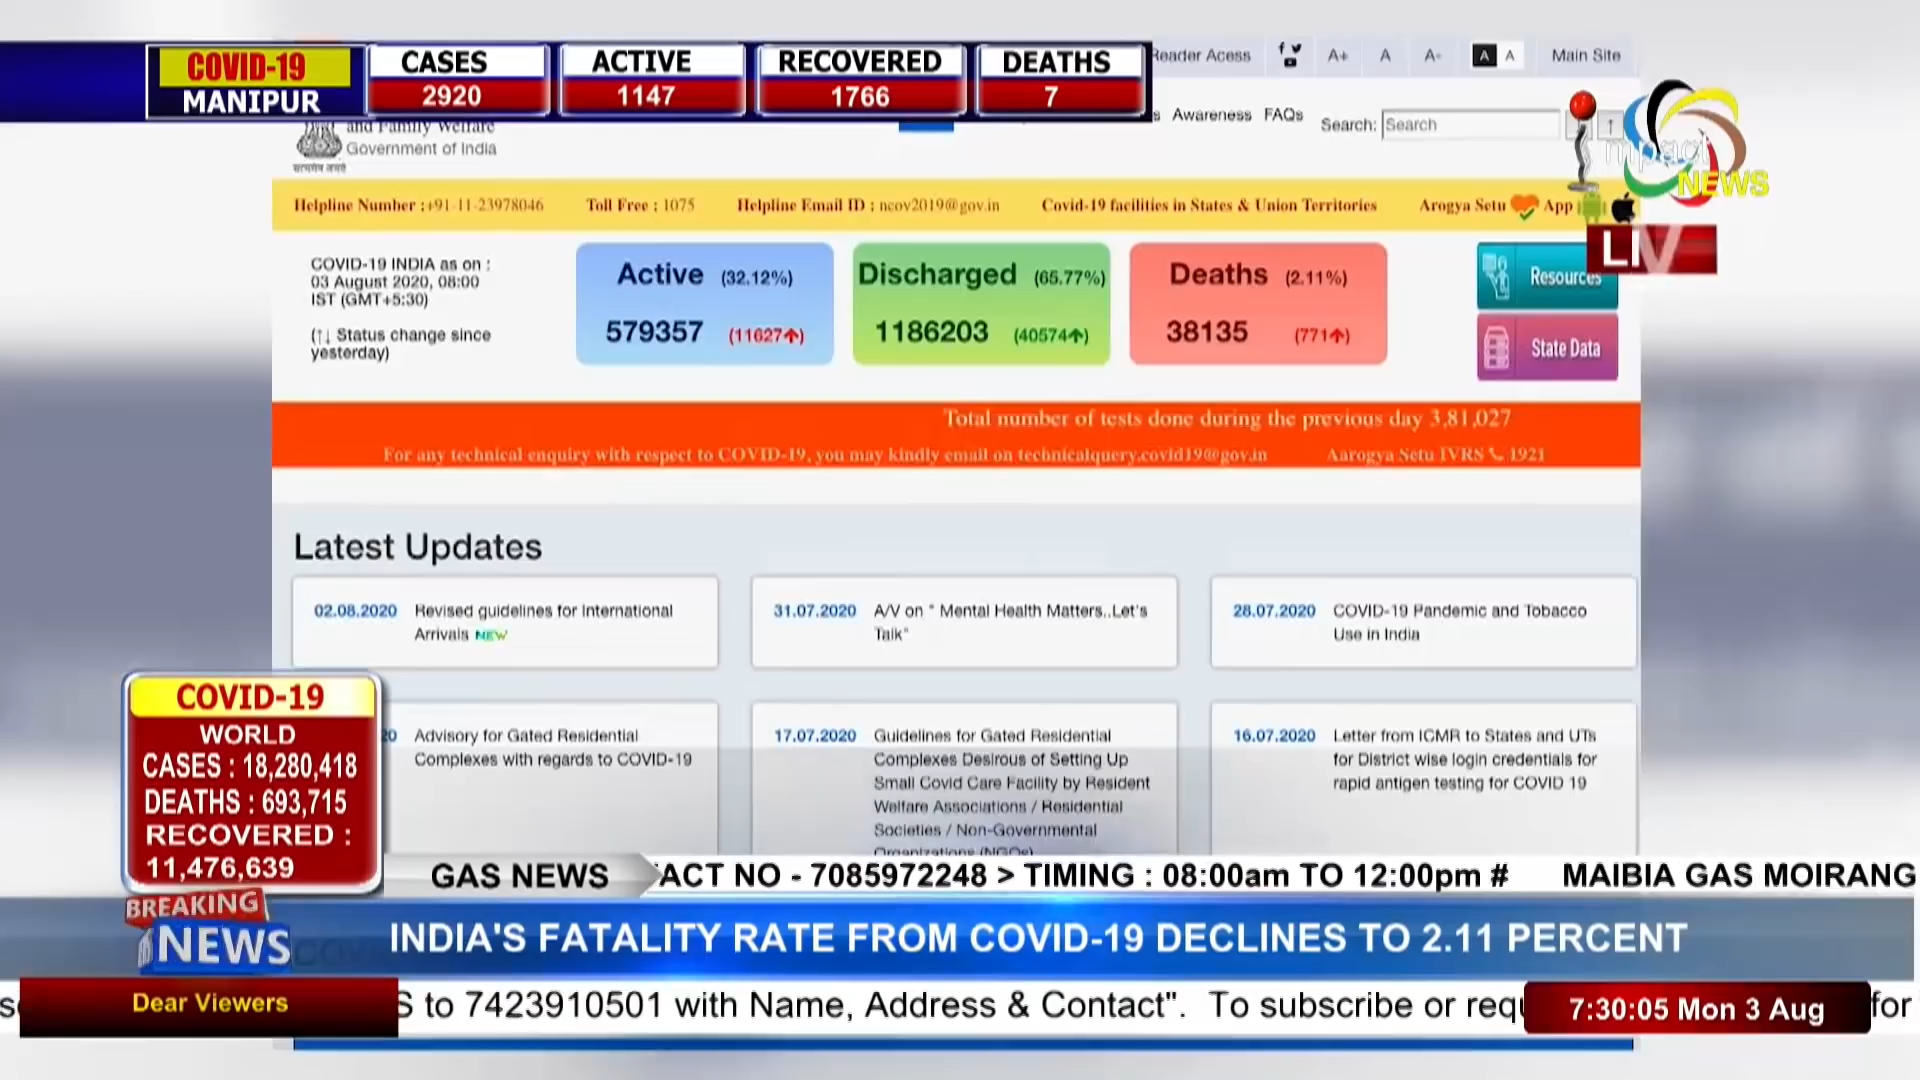 COVID-19
MANIPUR
CASES
2920
ACTIVE
1147
RECOVERED
1766
DEATHS
7
Reader Acess
A+
A
A-
A
A
Main Site
Awareness
FAQs
Search:
Search
and Family Welfare
Government of India
सत्यमेव जयते
Impact
NEWS
LIV
Helpline Number :+91-11-23978046
Toll Free : 1075
Helpline Email ID : ncov2019@gov.in
Covid-19 facilities in States & Union Territories
Arogya Setu App
COVID-19 INDIA as on :
03 August 2020, 08:00
IST (GMT+5:30)
(↑↓ Status change since
yesterday)
Active (32.12%)
579357 (11627↑)
Discharged (65.77%)
1186203 (40574↑)
Deaths (2.11%)
38135 (771↑)
Resources
State Data
Total number of tests done during the previous day 3,81,027
For any technical enquiry with respect to COVID-19, you may kindly email on technicalquery.covid19@gov.in
Aarogya Setu IVRS 1921
Latest Updates
02.08.2020 Revised guidelines for International
Arrivals NEW
31.07.2020 A/V on " Mental Health Matters..Let's
Talk"
28.07.2020 COVID-19 Pandemic and Tobacco
Use in India
20 Advisory for Gated Residential
Complexes with regards to COVID-19
17.07.2020 Guidelines for Gated Residential
Complexes Desirous of Setting Up
Small Covid Care Facility by Resident
Welfare Associations / Residential
Societies / Non-Governmental
Organizations (NGOs)
16.07.2020 Letter from ICMR to States and UTs
for District wise login credentials for
rapid antigen testing for COVID 19
COVID-19
WORLD
CASES : 18,280,418
DEATHS : 693,715
RECOVERED :
11,476,639
GAS NEWS
ACT NO - 7085972248 > TIMING : 08:00am TO 12:00pm # MAIBIA GAS MOIRANG
BREAKING
NEWS
INDIA'S FATALITY RATE FROM COVID-19 DECLINES TO 2.11 PERCENT
Dear Viewers
S to 7423910501 with Name, Address & Contact". To subscribe or requ
7:30:05 Mon 3 Aug
for